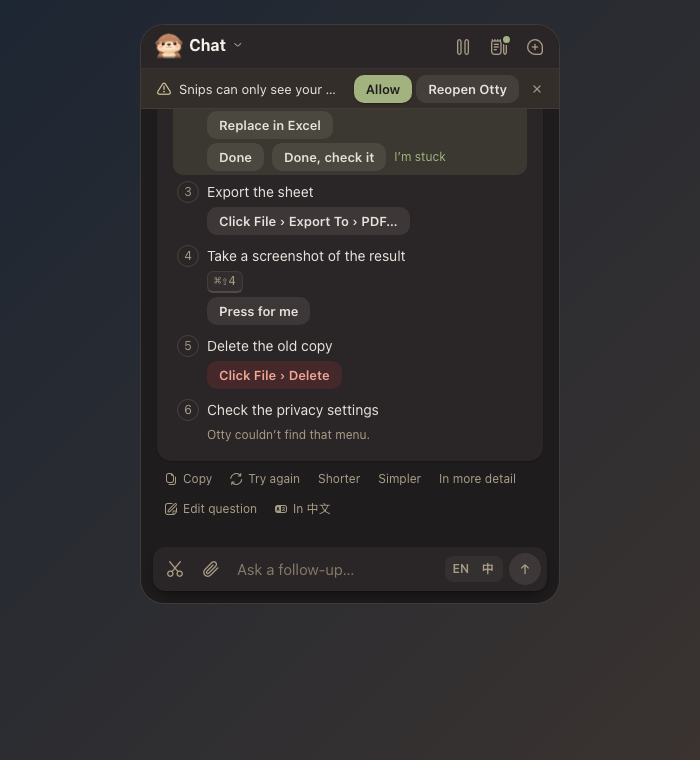 Chat
Snips can only see your ...
Allow
Reopen Otty
Replace in Excel
Done
Done, check it
I'm stuck
3 Export the sheet
Click File › Export To › PDF...
4 Take a screenshot of the result
⌘⇧4
Press for me
5 Delete the old copy
Click File › Delete
6 Check the privacy settings
Otty couldn't find that menu.
Copy
Try again
Shorter
Simpler
In more detail
Edit question
In 中文
Ask a follow-up...
EN 中